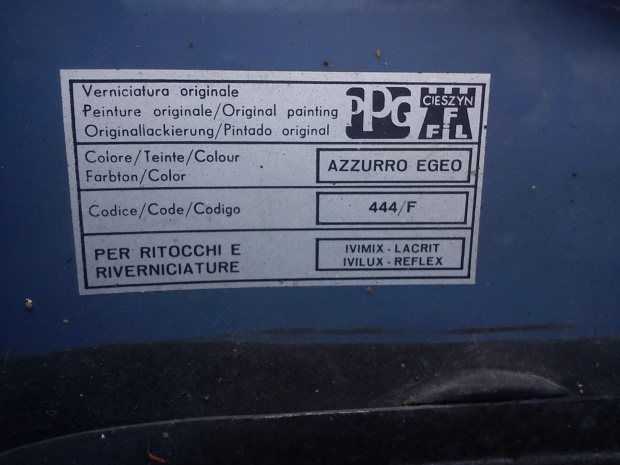 Verniciatura originale
Peinture originale/Original painting
Originallackierung/Pintado original
PPG
CIESZYN
F
FIL
Colore/Teinte/Colour
Farbton/Color
AZZURRO EGEO
Codice/Code/Código
444/F
PER RITOCCHI E
RIVERNICIATURE
IVIMIX - LACRIT
IVILUX - REFLEX